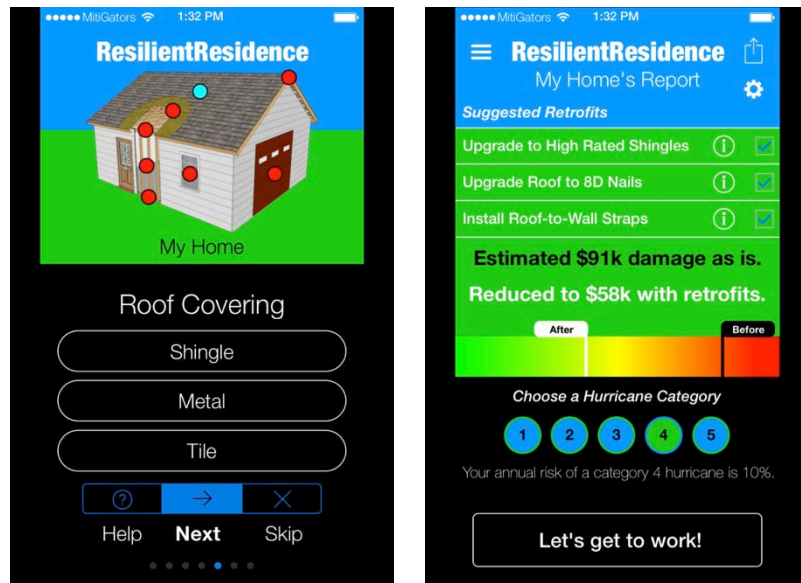 MitiGators 1:32 PM
ResilientResidence
My Home
Roof Covering
Shingle
Metal
Tile
Help Next Skip
MitiGators 1:32 PM
ResilientResidence
My Home's Report
Suggested Retrofits
Upgrade to High Rated Shingles
Upgrade Roof to 8D Nails
Install Roof-to-Wall Straps
Estimated $91k damage as is.
Reduced to $58k with retrofits.
After Before
Choose a Hurricane Category
1 2 3 4 5
Your annual risk of a category 4 hurricane is 10%.
Let's get to work!